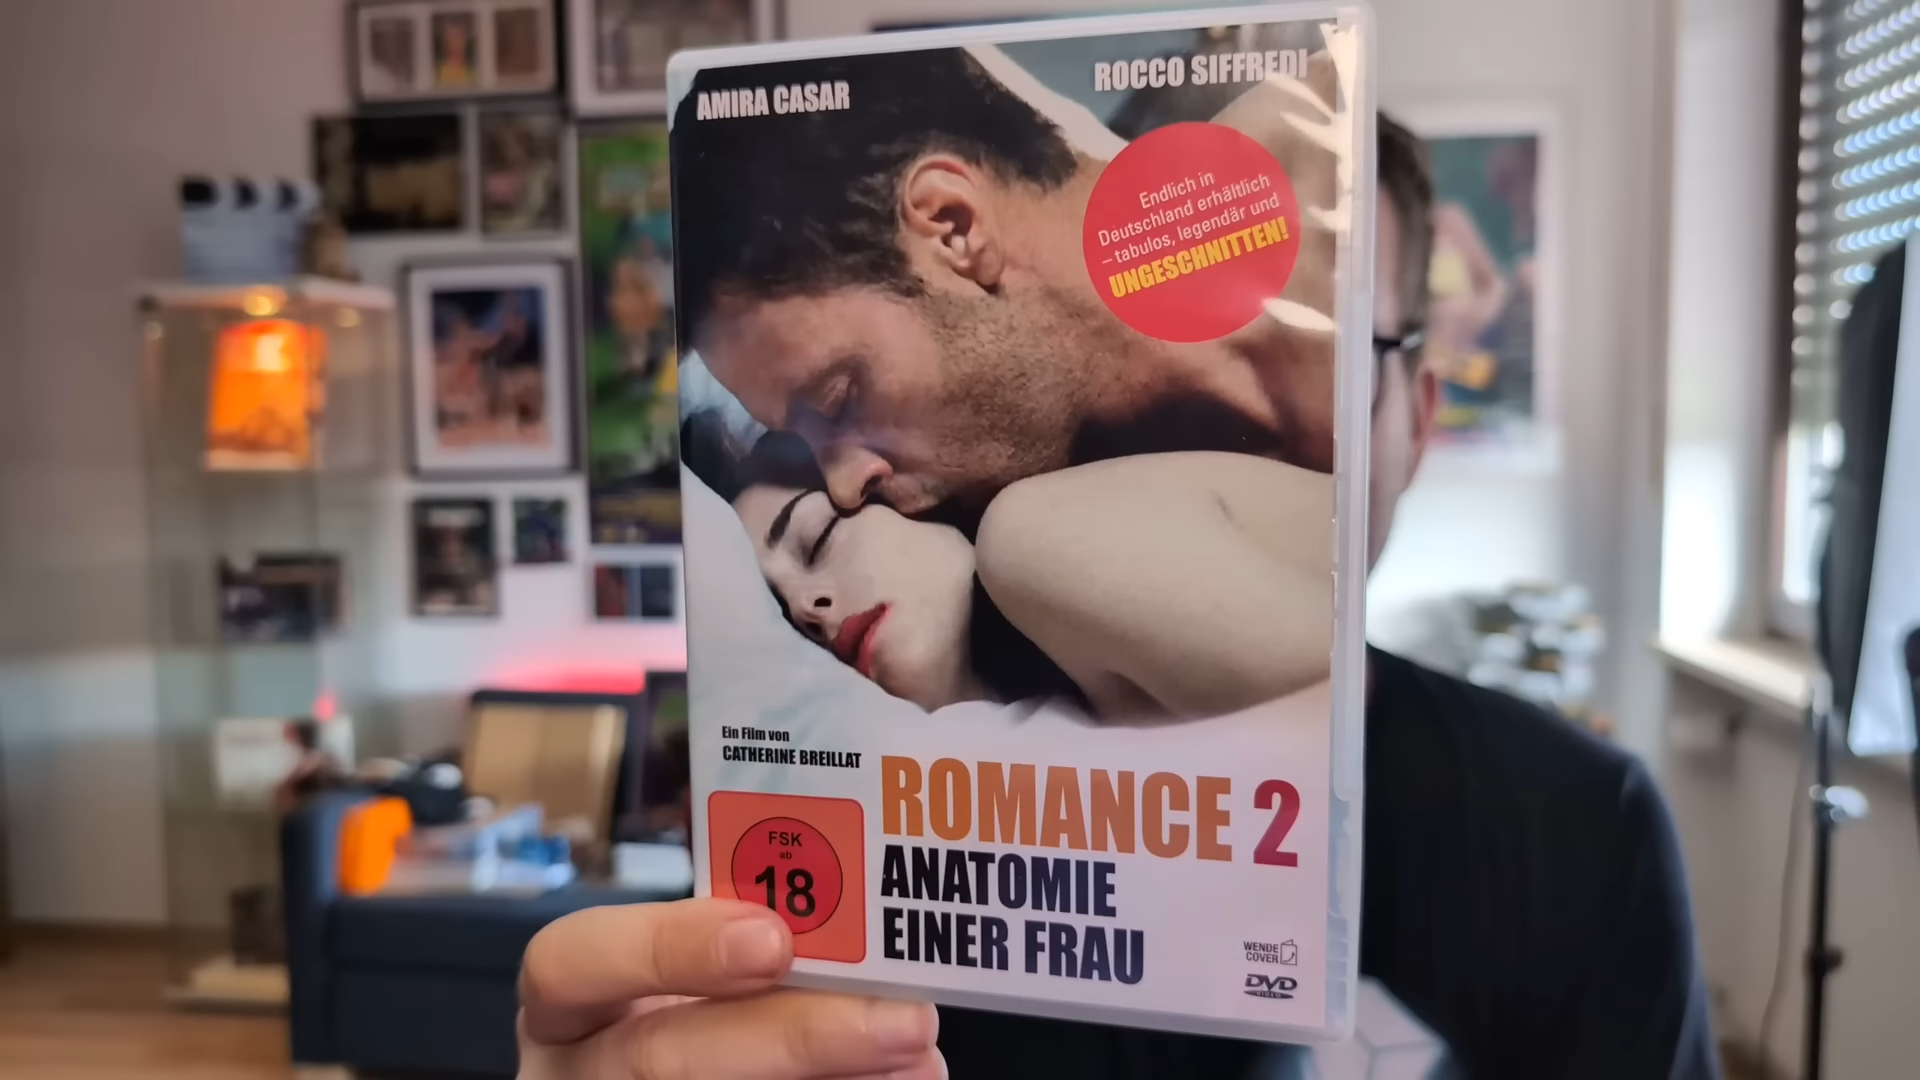 AMIRA CASAR
ROCCO SIFFREDI
Endlich in
Deutschland erhältlich
– tabulos, legendär und
UNGESCHNITTEN!
Ein Film von
CATHERINE BREILLAT
ROMANCE 2
ANATOMIE
EINER FRAU
FSK
ab
18
WENDE
COVER
DVD
VIDEO